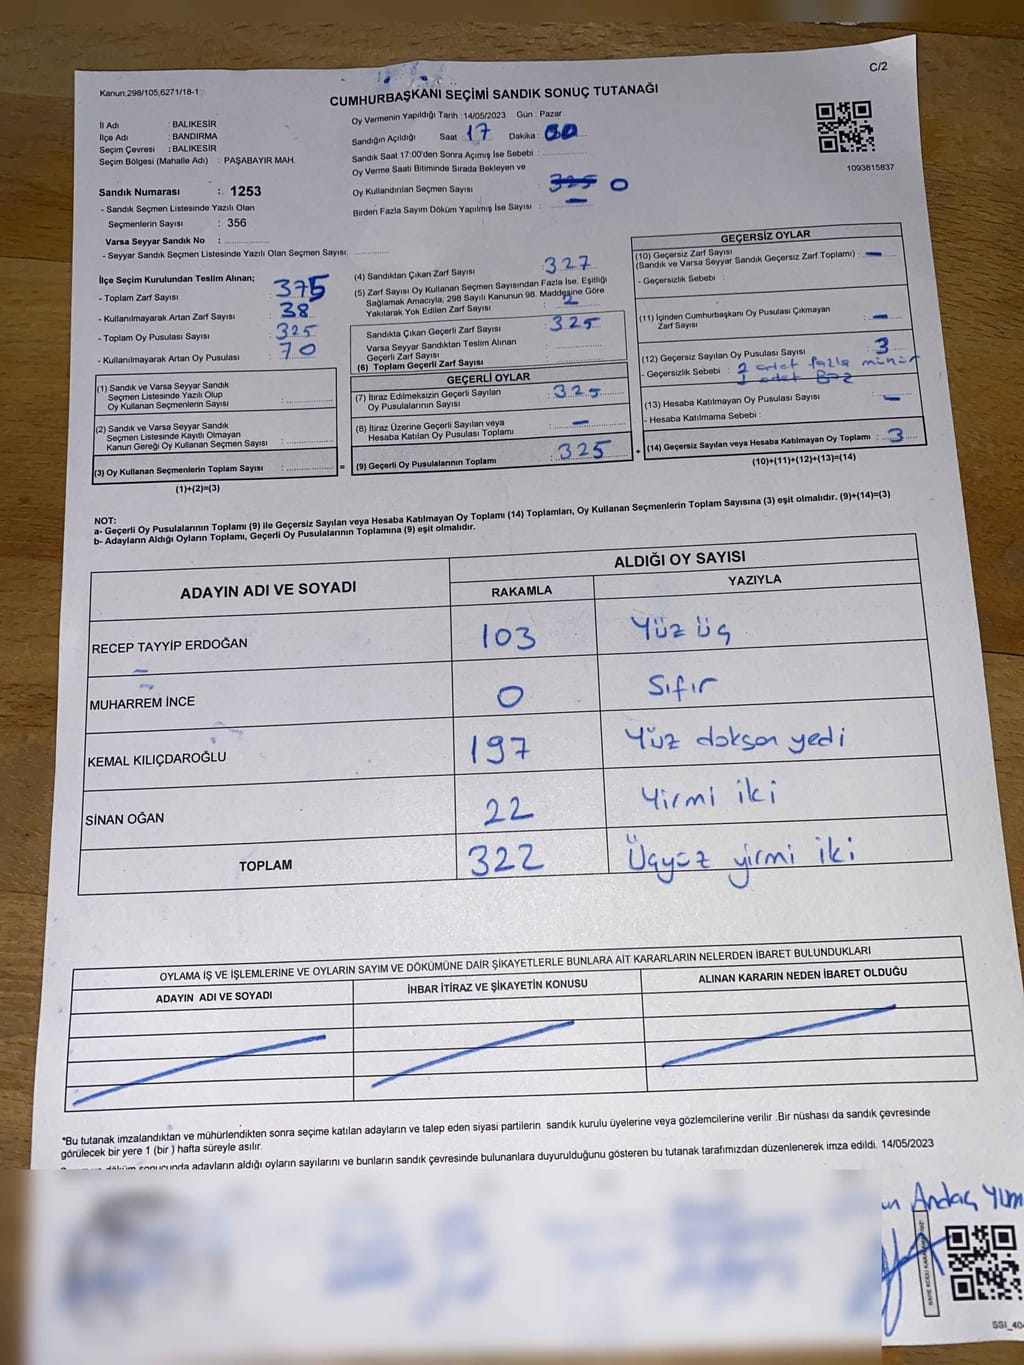 C/2
Kanun,298/105,6271/18-1
CUMHURBAŞKANI SEÇİMİ SANDIK SONUÇ TUTANAĞI
İl Adı : BALIKESİR
İlçe Adı : BANDIRMA
Seçim Çevresi : BALIKESİR
Seçim Bölgesi (Mahalle Adı) : PAŞABAYIR MAH.
Sandık Numarası : 1253
- Sandık Seçmen Listesinde Yazılı Olan
Seçmenlerin Sayısı : 356
Varsa Seyyar Sandık No :
- Seyyar Sandık Seçmen Listesinde Yazılı Olan Seçmen Sayısı:
Oy Vermenin Yapıldığı Tarih :14/05/2023 Gün : Pazar
Sandığın Açıldığı Saat : 17 Dakika : 00
Sandık Saat 17:00'den Sonra Açımış İse Sebebi :
Oy Verme Saati Bitiminde Sırada Bekleyen ve
Oy Kullandırılan Seçmen Sayısı : 325 0
Birden Fazla Sayım Döküm Yapılmış İse Sayısı : -
1093815837
İlçe Seçim Kurulundan Teslim Alınan;
- Toplam Zarf Sayısı : 375
- Kullanılmayarak Artan Zarf Sayısı : 38
- Toplam Oy Pusulası Sayısı : 325
- Kullanılmayarak Artan Oy Pusulası : 70
(1) Sandık ve Varsa Seyyar Sandık
Seçmen Listesinde Yazılı Olup
Oy Kullanan Seçmenlerin Sayısı :
(2) Sandık ve Varsa Seyyar Sandık
Seçmen Listesinde Kayıtlı Olmayan
Kanun Gereği Oy Kullanan Seçmen Sayısı :
(3) Oy Kullanan Seçmenlerin Toplam Sayısı :
(1)+(2)=(3)
(4) Sandıktan Çıkan Zarf Sayısı : 327
(5) Zarf Sayısı Oy Kullanan Seçmen Sayısından Fazla İse, Eşitliği
Sağlamak Amacıyla, 298 Sayılı Kanunun 98. Maddesine Göre
Yakılarak Yok Edilen Zarf Sayısı : 2
Sandıkta Çıkan Geçerli Zarf Sayısı : 325
Varsa Seyyar Sandıktan Teslim Alınan
Geçerli Zarf Sayısı :
(6) Toplam Geçerli Zarf Sayısı
GEÇERLİ OYLAR
(7) İtiraz Edilmeksizin Geçerli Sayılan
Oy Pusulalarının Sayısı : 325
(8) İtiraz Üzerine Geçerli Sayılan veya
Hesaba Katılan Oy Pusulası Toplamı : -
= (9) Geçerli Oy Pusulalarının Toplamı : 325 +
GEÇERSİZ OYLAR
(10) Geçersiz Zarf Sayısı
(Sandık ve Varsa Seyyar Sandık Geçersiz Zarf Toplamı) : -
- Geçersizlik Sebebi :
(11) İçinden Cumhurbaşkanı Oy Pusulası Çıkmayan
Zarf Sayısı : -
(12) Geçersiz Sayılan Oy Pusulası Sayısı : 3
- Geçersizlik Sebebi : 2 adet fazla mühür
1 adet
(13) Hesaba Katılmayan Oy Pusulası Sayısı : -
- Hesaba Katılmama Sebebi :
(14) Geçersiz Sayılan veya Hesaba Katılmayan Oy Toplamı : 3
(10)+(11)+(12)+(13)=(14)
NOT:
a- Geçerli Oy Pusulalarının Toplamı (9) ile Geçersiz Sayılan veya Hesaba Katılmayan Oy Toplamı (14) Toplamları, Oy Kullanan Seçmenlerin Toplam Sayısına (3) eşit olmalıdır. (9)+(14)=(3)
b- Adayların Aldığı Oyların Toplamı, Geçerli Oy Pusulalarının Toplamına (9) eşit olmalıdır.
ADAYIN ADI VE SOYADI
ALDIĞI OY SAYISI
RAKAMLA YAZIYLA
RECEP TAYYİP ERDOĞAN 103 Yüz üç
MUHARREM İNCE 0 Sıfır
KEMAL KILIÇDAROĞLU 197 Yüz doksan yedi
SİNAN OĞAN 22 Yirmi iki
TOPLAM 322 Üçyüz yirmi iki
OYLAMA İŞ VE İŞLEMLERİNE VE OYLARIN SAYIM VE DÖKÜMÜNE DAİR ŞİKAYETLERLE BUNLARA AİT KARARLARIN NELERDEN İBARET BULUNDUKLARI
ADAYIN ADI VE SOYADI İHBAR İTİRAZ VE ŞİKAYETİN KONUSU ALINAN KARARIN NEDEN İBARET OLDUĞU
*Bu tutanak imzalandıktan ve mühürlendikten sonra seçime katılan adayların ve talep eden siyasi partilerin sandık kurulu üyelerine veya gözlemcilerine verilir .Bir nüshası da sandık çevresinde
görülecek bir yere 1 (bir ) hafta süreyle asılır.
sonucunda adayların aldığı oyların sayılarını ve bunların sandık çevresinde bulunanlara duyurulduğunu gösteren bu tutanak tarafımızdan düzenlenerek imza edildi. 14/05/2023
Andaç
SSI_40